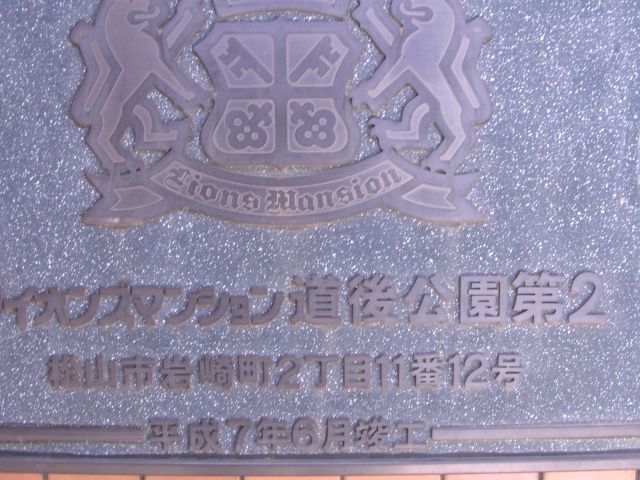 Lions Mansion
イオンズマンション道後公園第2
松山市岩崎町2丁目11番12号
平成7年6月竣工